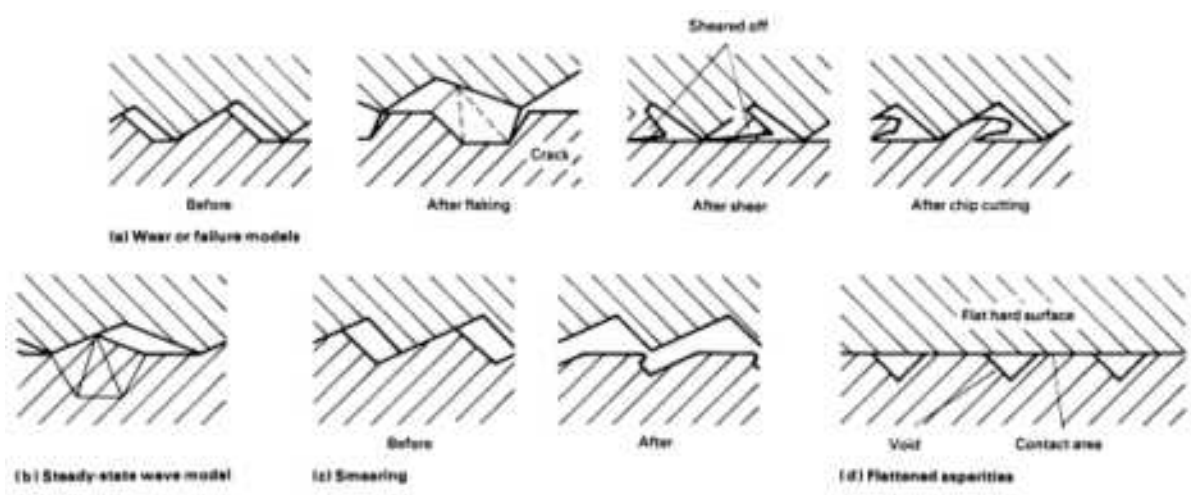 Sheared off
Crack
Before
After flaking
After shear
After chip cutting
(a) Wear or failure models
Flat hard surface
Before
After
Void
Contact area
(b) Steady-state wave model
(c) Smearing
(d) Flattened asperities